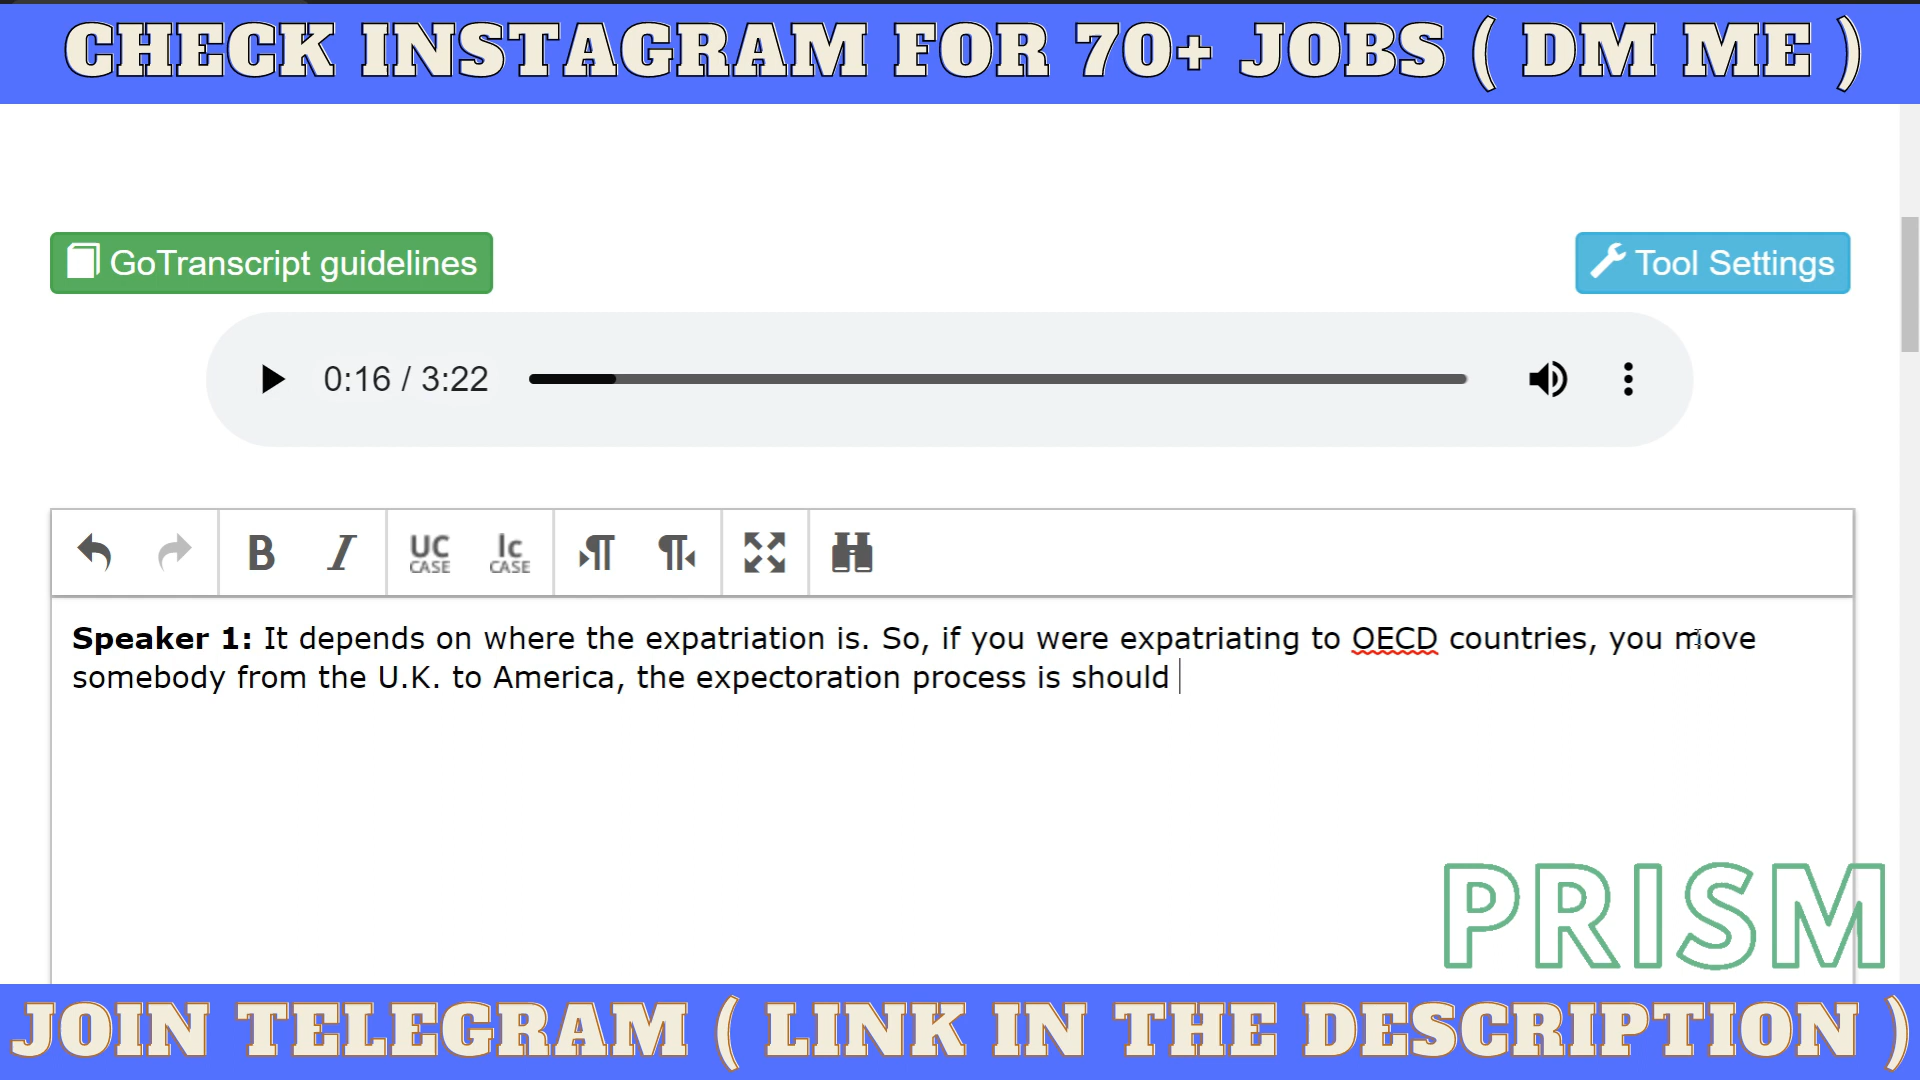 CHECK INSTAGRAM FOR 70+ JOBS ( DM ME )
GoTranscript guidelines
Tool Settings
0:16 / 3:22
B I UC CASE lc CASE
Speaker 1: It depends on where the expatriation is. So, if you were expatriating to OECD countries, you move
somebody from the U.K. to America, the expectoration process is should
PRISM
JOIN TELEGRAM ( LINK IN THE DESCRIPTION )